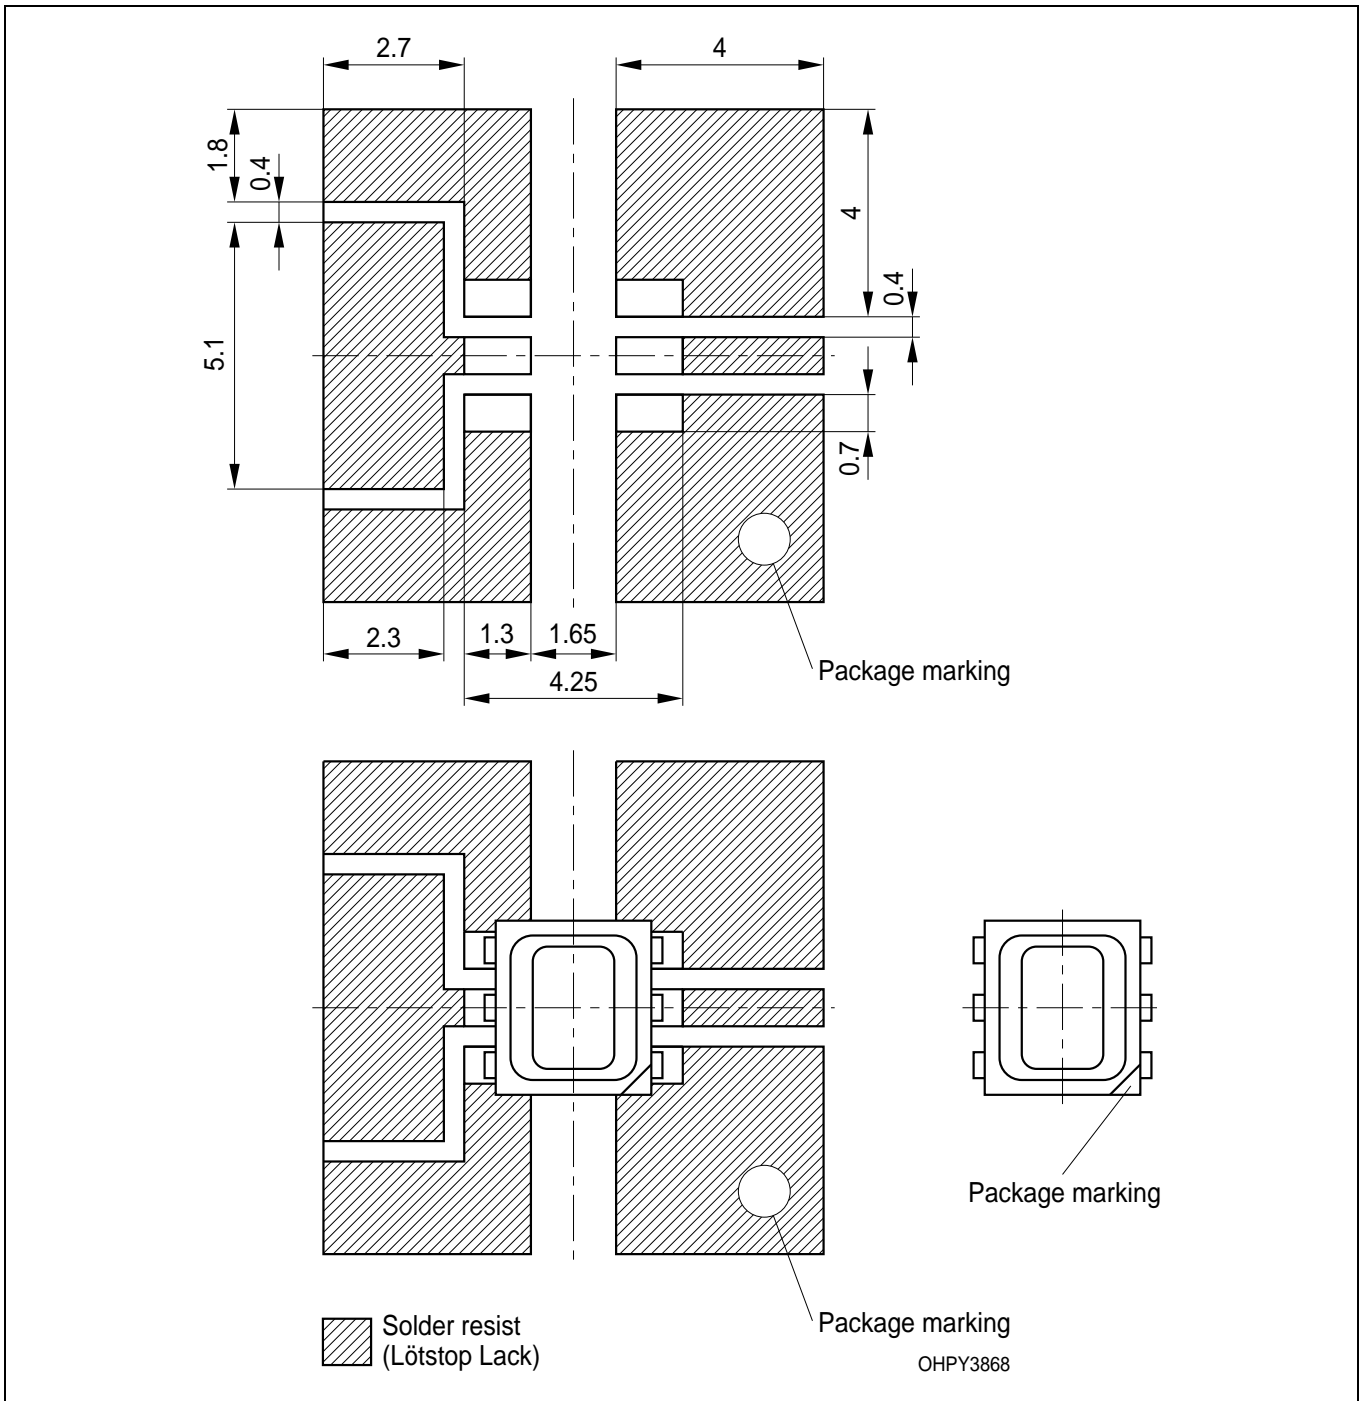 2.7
4
1.8
0.4
4
0.4
5.1
0.7
2.3
1.3
1.65
4.25
Package marking
Package marking
Package marking
Solder resist
(Lötstop Lack)
OHPY3868